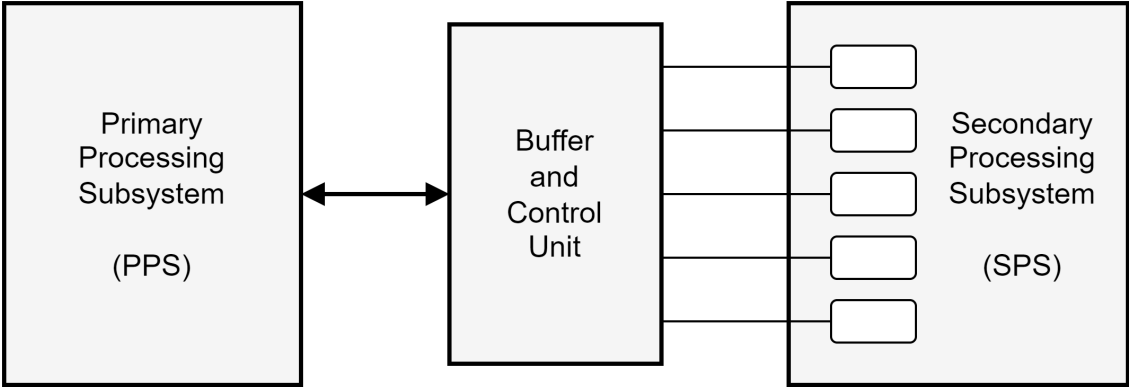 Primary
Processing
Subsystem
(PPS)
Buffer
and
Control
Unit
Secondary
Processing
Subsystem
(SPS)